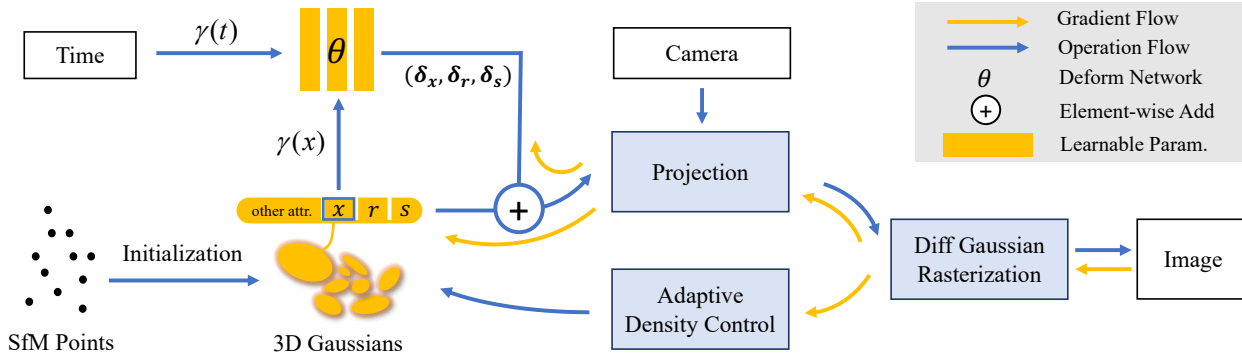 Time
γ(t)
θ
(δx, δr, δs)
Camera
Gradient Flow
Operation Flow
θ
Deform Network
+
Element-wise Add
Learnable Param.
γ(x)
Projection
other attr.
x
r
s
+
Initialization
Diff Gaussian
Rasterization
Image
Adaptive
Density Control
SfM Points
3D Gaussians